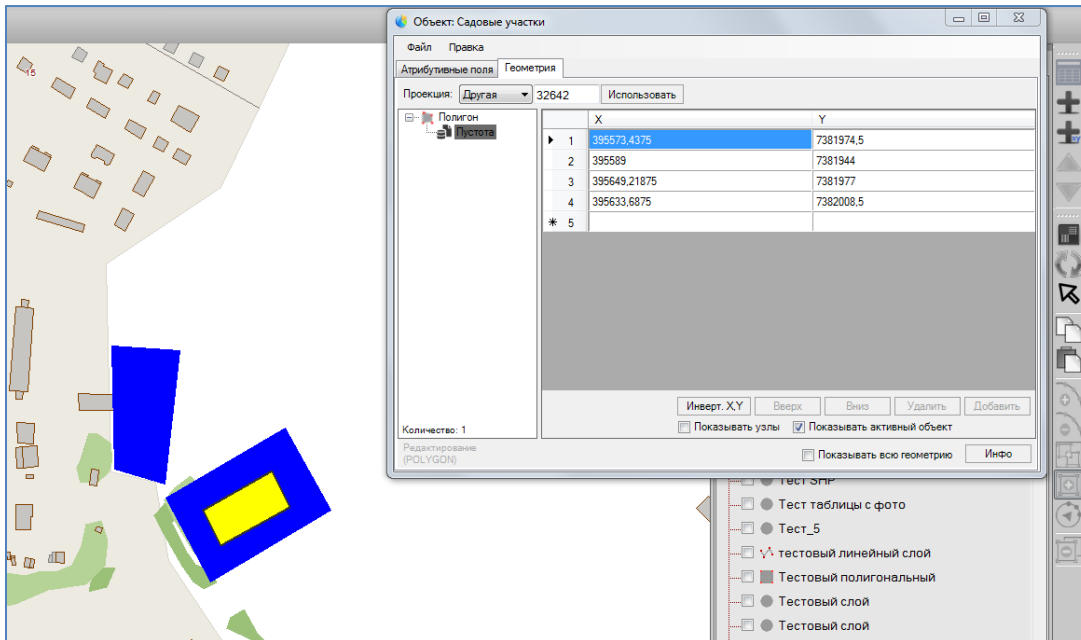 Объект: Садовые участки
Файл Правка
Атрибутивные поля Геометрия
Проекция: Другая 32642 Использовать
Полигон
Пустота
X Y
1 395573,4375 7381974,5
2 395589 7381944
3 395649,21875 7381977
4 395633,6875 7382008,5
5
Инверт. X,Y Вверх Вниз Удалить Добавить
Количество: 1
Показывать узлы Показывать активный объект
Редактирование
(POLYGON)
Показывать всю геометрию Инфо
15
Тест SHP
Тест таблицы с фото
Тест_5
тестовый линейный слой
Тестовый полигональный
Тестовый слой
Тестовый слой